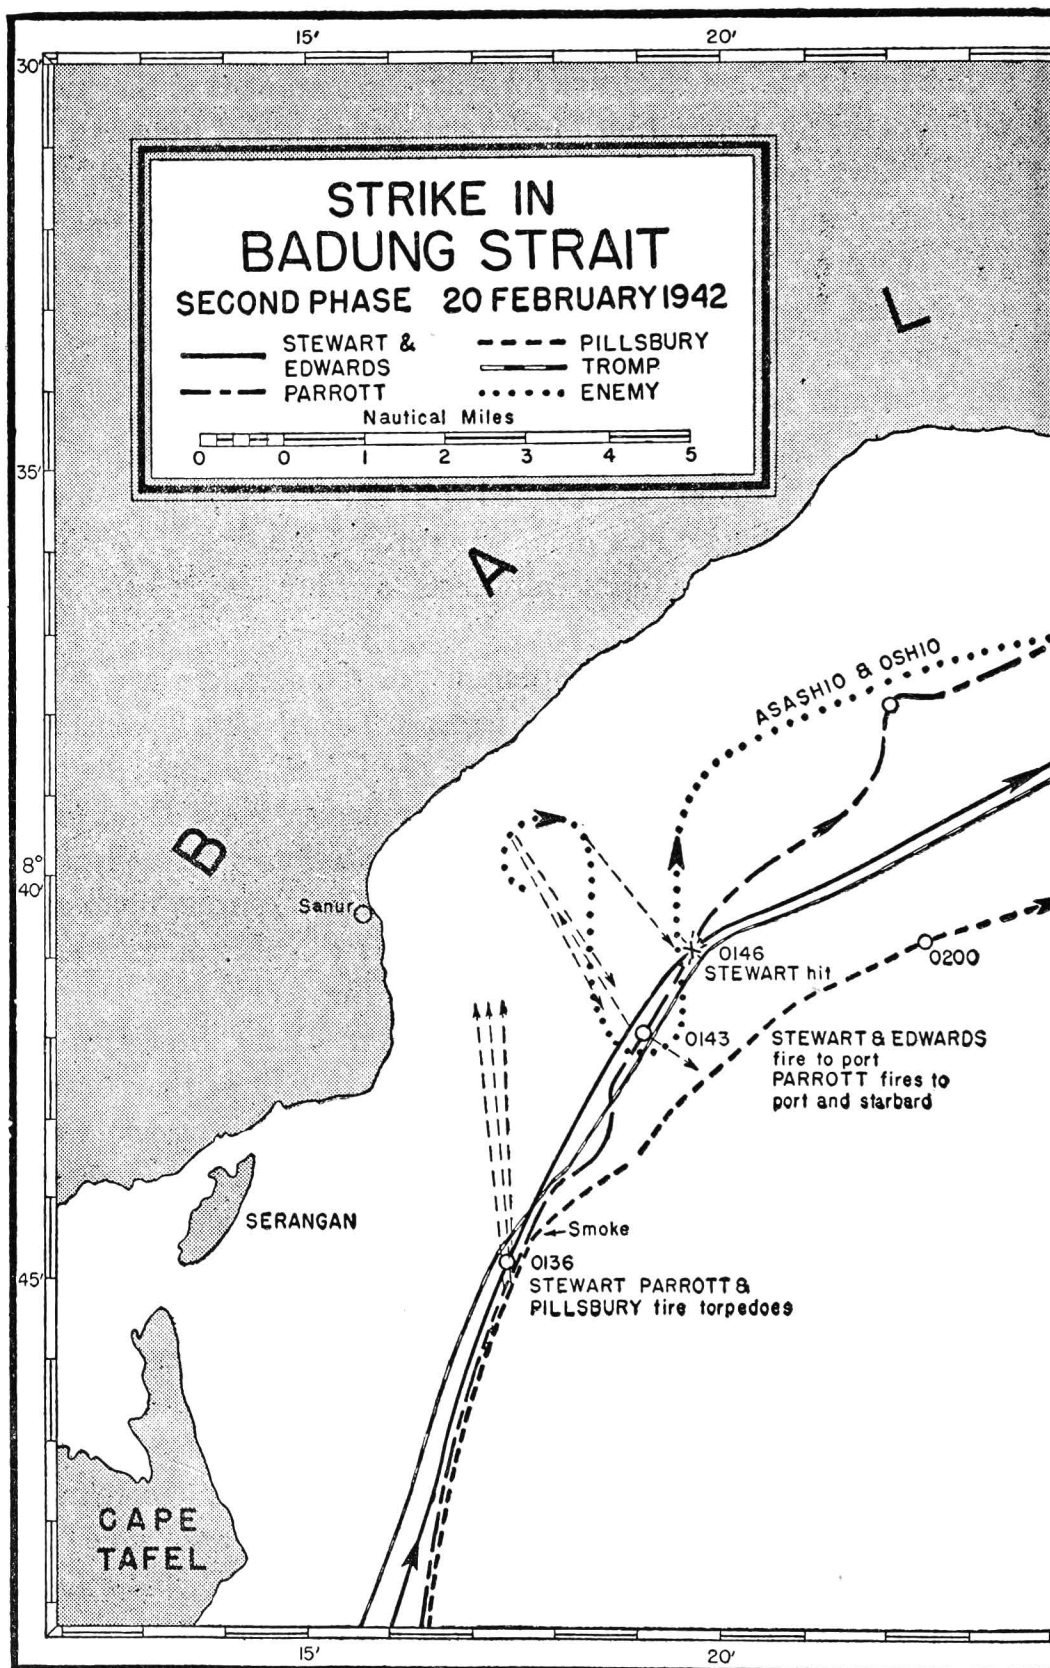 15'
20'
30'
STRIKE IN
BADUNG STRAIT
SECOND PHASE 20 FEBRUARY 1942
STEWART &
EDWARDS
PARROTT
PILLSBURY
TROMP
ENEMY
Nautical Miles
0 0 1 2 3 4 5
L
35'
A
ASASHIO & OSHIO
B
8°
40'
Sanur
0146
STEWART hit
0200
0143
STEWART & EDWARDS
fire to port
PARROTT fires to
port and starbard
SERANGAN
Smoke
45'
0136
STEWART PARROTT &
PILLSBURY tire torpedoes
CAPE
TAFEL
15'
20'